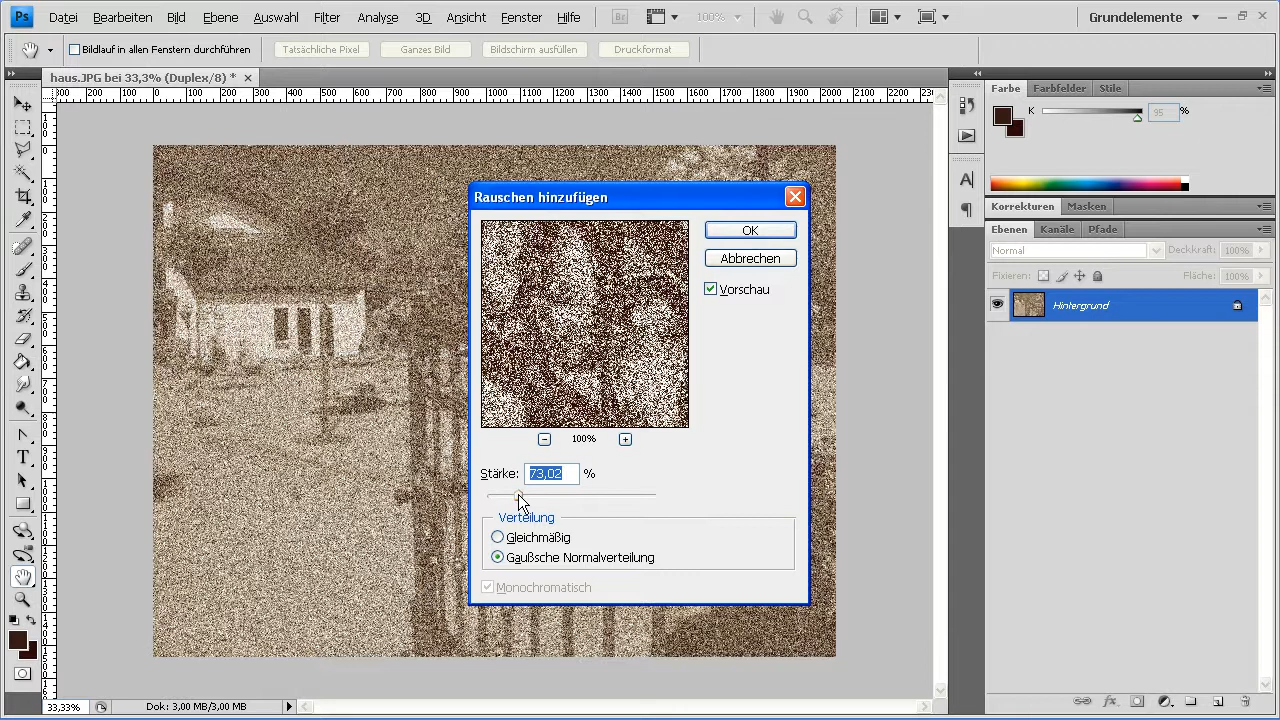 Ps Datei Bearbeiten Bild Ebene Auswahl Filter Analyse 3D Ansicht Fenster Hilfe Br 100% Grundelemente
Bildlauf in allen Fenstern durchführen Tatsächliche Pixel Ganzes Bild Bildschirm ausfüllen Druckformat
haus.JPG bei 33,3% (Duplex/8) *
Farbe Farbfelder Stile
K 95 %
Korrekturen Masken
Ebenen Kanäle Pfade
Normal Deckkraft: 100%
Fixieren: Fläche: 100%
Hintergrund
Rauschen hinzufügen
OK
Abbrechen
Vorschau
100%
Stärke: 73,02 %
Verteilung
Gleichmäßig
Gaußsche Normalverteilung
Monochromatisch
33,33% Dok: 3,00 MB/3,00 MB